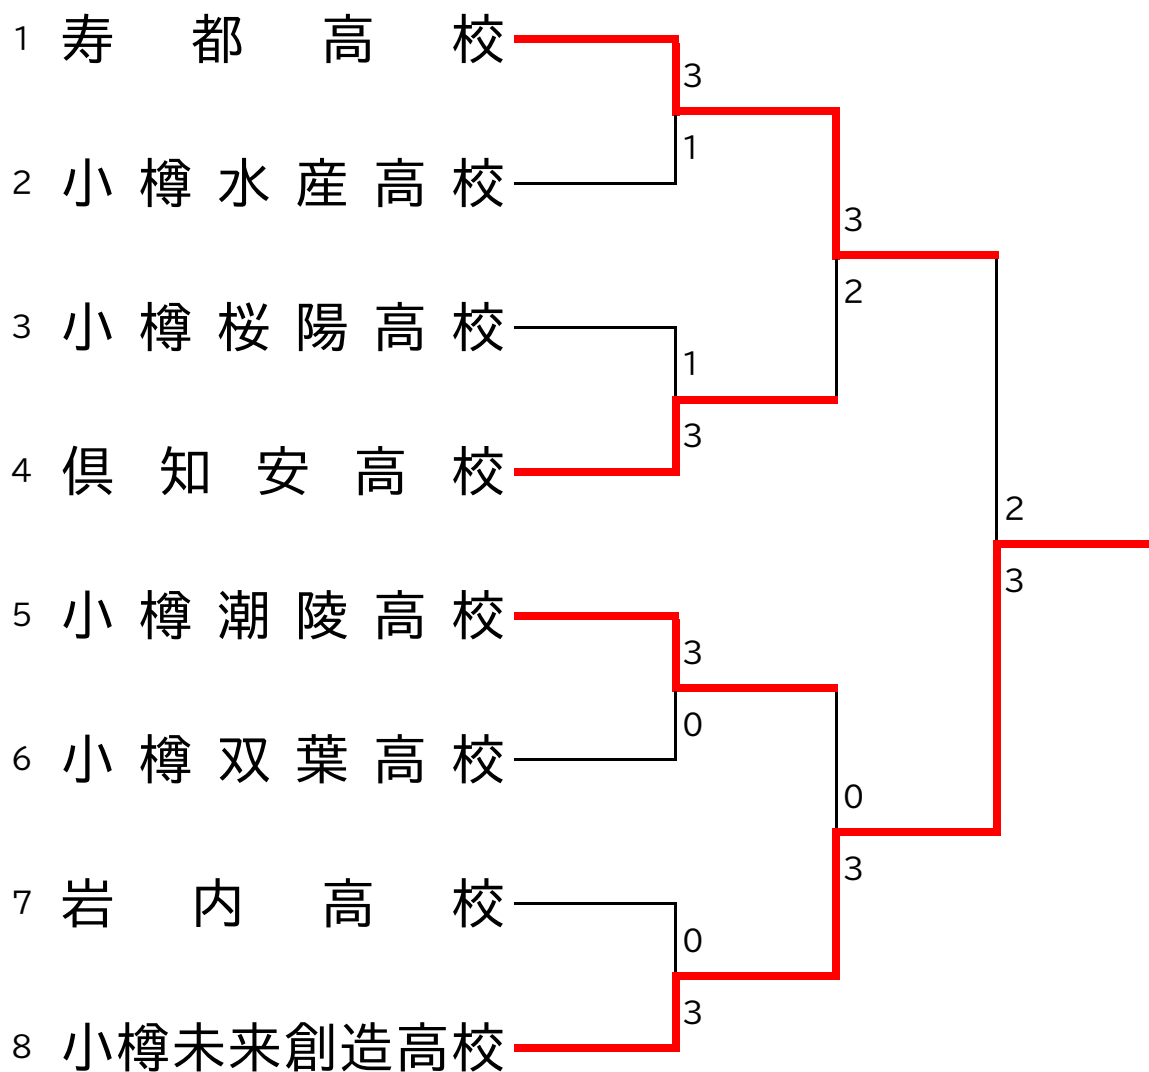 1 寿都高校
3
1
2 小樽水産高校
3
2
3 小樽桜陽高校
1
3
4 倶知安高校
2
3
5 小樽潮陵高校
3
0
6 小樽双葉高校
0
3
7 岩内高校
0
3
8 小樽未来創造高校